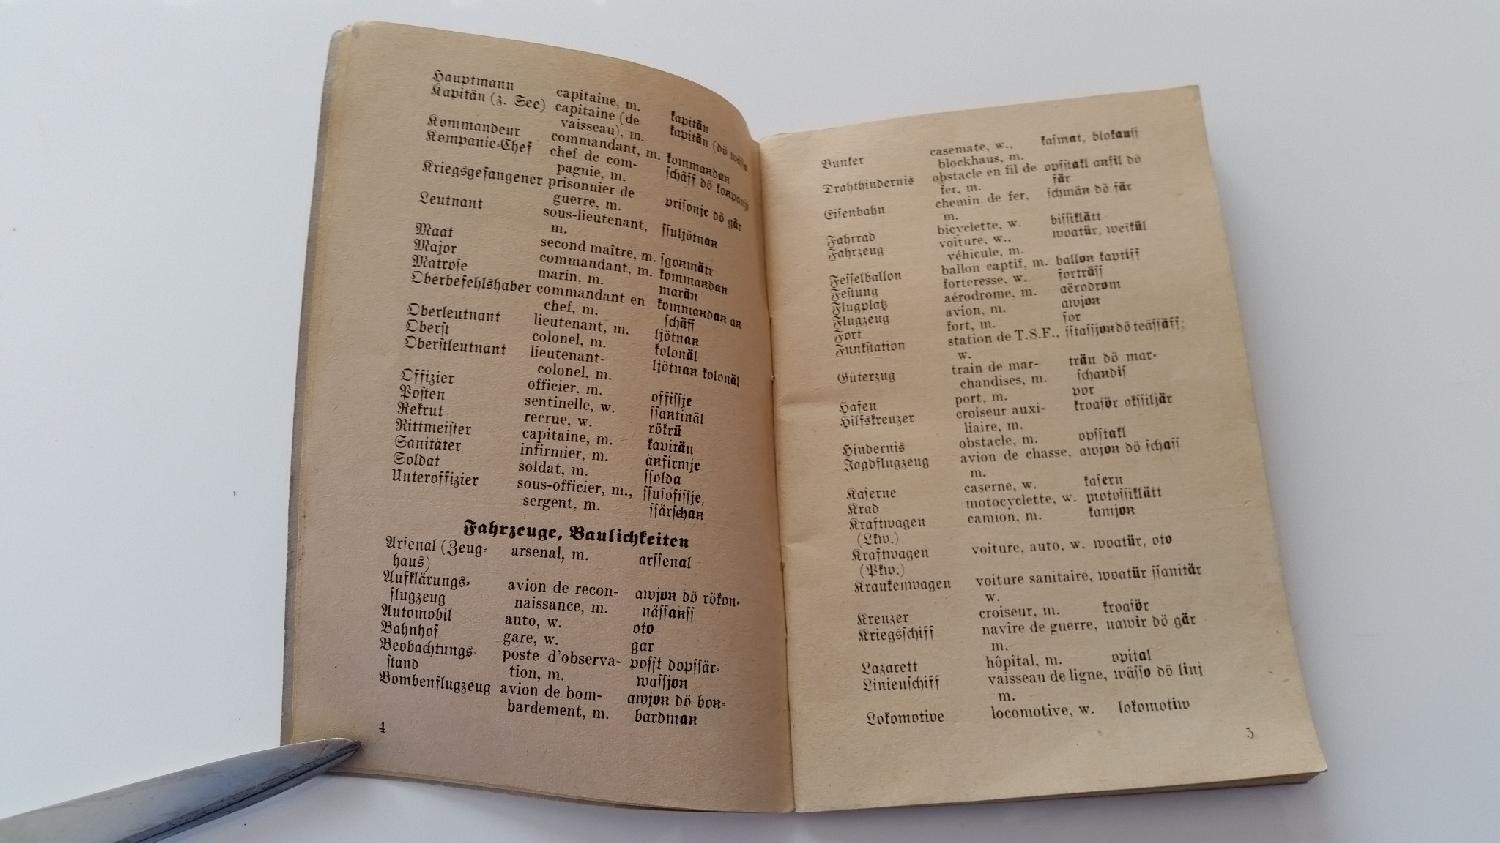 Hauptmann capitaine, m. kapitän
Kapitän (z. See) capitaine (de kapitän (dö wässo
vaisseau), m.
Kommandeur commandant, m. kommandan
Kompanie-Chef chef de com- schäff dö konpanje
pagnie, m.
Kriegsgefangener prisonnier de prisonje dö gär
guerre, m.
Leutnant sous-lieutenant, ssuljötnan
m.
Maat second maître, m. sgonmätr
Major commandant, m. kommandan
Matrose marin, m. marän
Oberbefehlshaber commandant en kommandan an
chef, m. schäff
Oberleutnant lieutenant, m. ljötnan
Oberst colonel, m. kolonäl
Oberstleutnant lieutenant- ljötnan kolonäl
colonel, m.
Offizier officier, m. offissje
Posten sentinelle, w. ssantinäl
Rekrut recrue, w. rökrü
Rittmeister capitaine, m. kapitän
Sanitäter infirmier, m. änfirmje
Soldat soldat, m. ssolda
Unteroffizier sous-officier, m., ssusofissje,
sergent, m. ssärschan
Fahrzeuge, Baulichkeiten
Arsenal (Zeug- arsenal, m. arssenal
haus)
Aufklärungs- avion de recon- awjon dö rökon-
flugzeug naissance, m. nässanss
Automobil auto, w. oto
Bahnhof gare, w. gar
Beobachtungs- poste d'observa- posst dopssär-
stand tion, m. wassjon
Bombenflugzeug avion de bom- awjon dö bon-
bardement, m. bardman
4
Bunker casemate, w., kasmat, blokauss
blockhaus, m.
Drahthindernis obstacle en fil de opsstakl anfil dö
fer, m. fär
Eisenbahn chemin de fer, schmän dö fär
m.
Fahrrad bicyclette, w. bissiklätt
Fahrzeug voiture, w., woatür, weikül
véhicule, m.
Fesselballon ballon captif, m. ballon kaptiff
Festung forteresse, w. forträss
Flugplatz aérodrome, m. aërodrom
Flugzeug avion, m. awjon
Fort fort, m. for
Funkstation station de T.S.F., sstassjondöteässäff;
w.
Güterzug train de mar- trän dö mar-
chandises, m. schandis
Hafen port, m. por
Hilfskreuzer croiseur auxi- kroasör oksiljär
liaire, m.
Hindernis obstacle, m. opsstakl
Jagdflugzeug avion de chasse, awjon dö schass
m.
Kaserne caserne, w. kasern
Krad motocyclette, w. motossiklätt
Kraftwagen camion, m. kamjon
(Lkw.)
Kraftwagen voiture, auto, w. woatür, oto
(Pkw.)
Krankenwagen voiture sanitaire, woatür ssanitär
w.
Kreuzer croiseur, m. kroasör
Kriegsschiff navire de guerre, nawir dö gär
m.
Lazarett hôpital, m. opital
Linienschiff vaisseau de ligne, wässo dö linj
m.
Lokomotive locomotive, w. lokomotiw